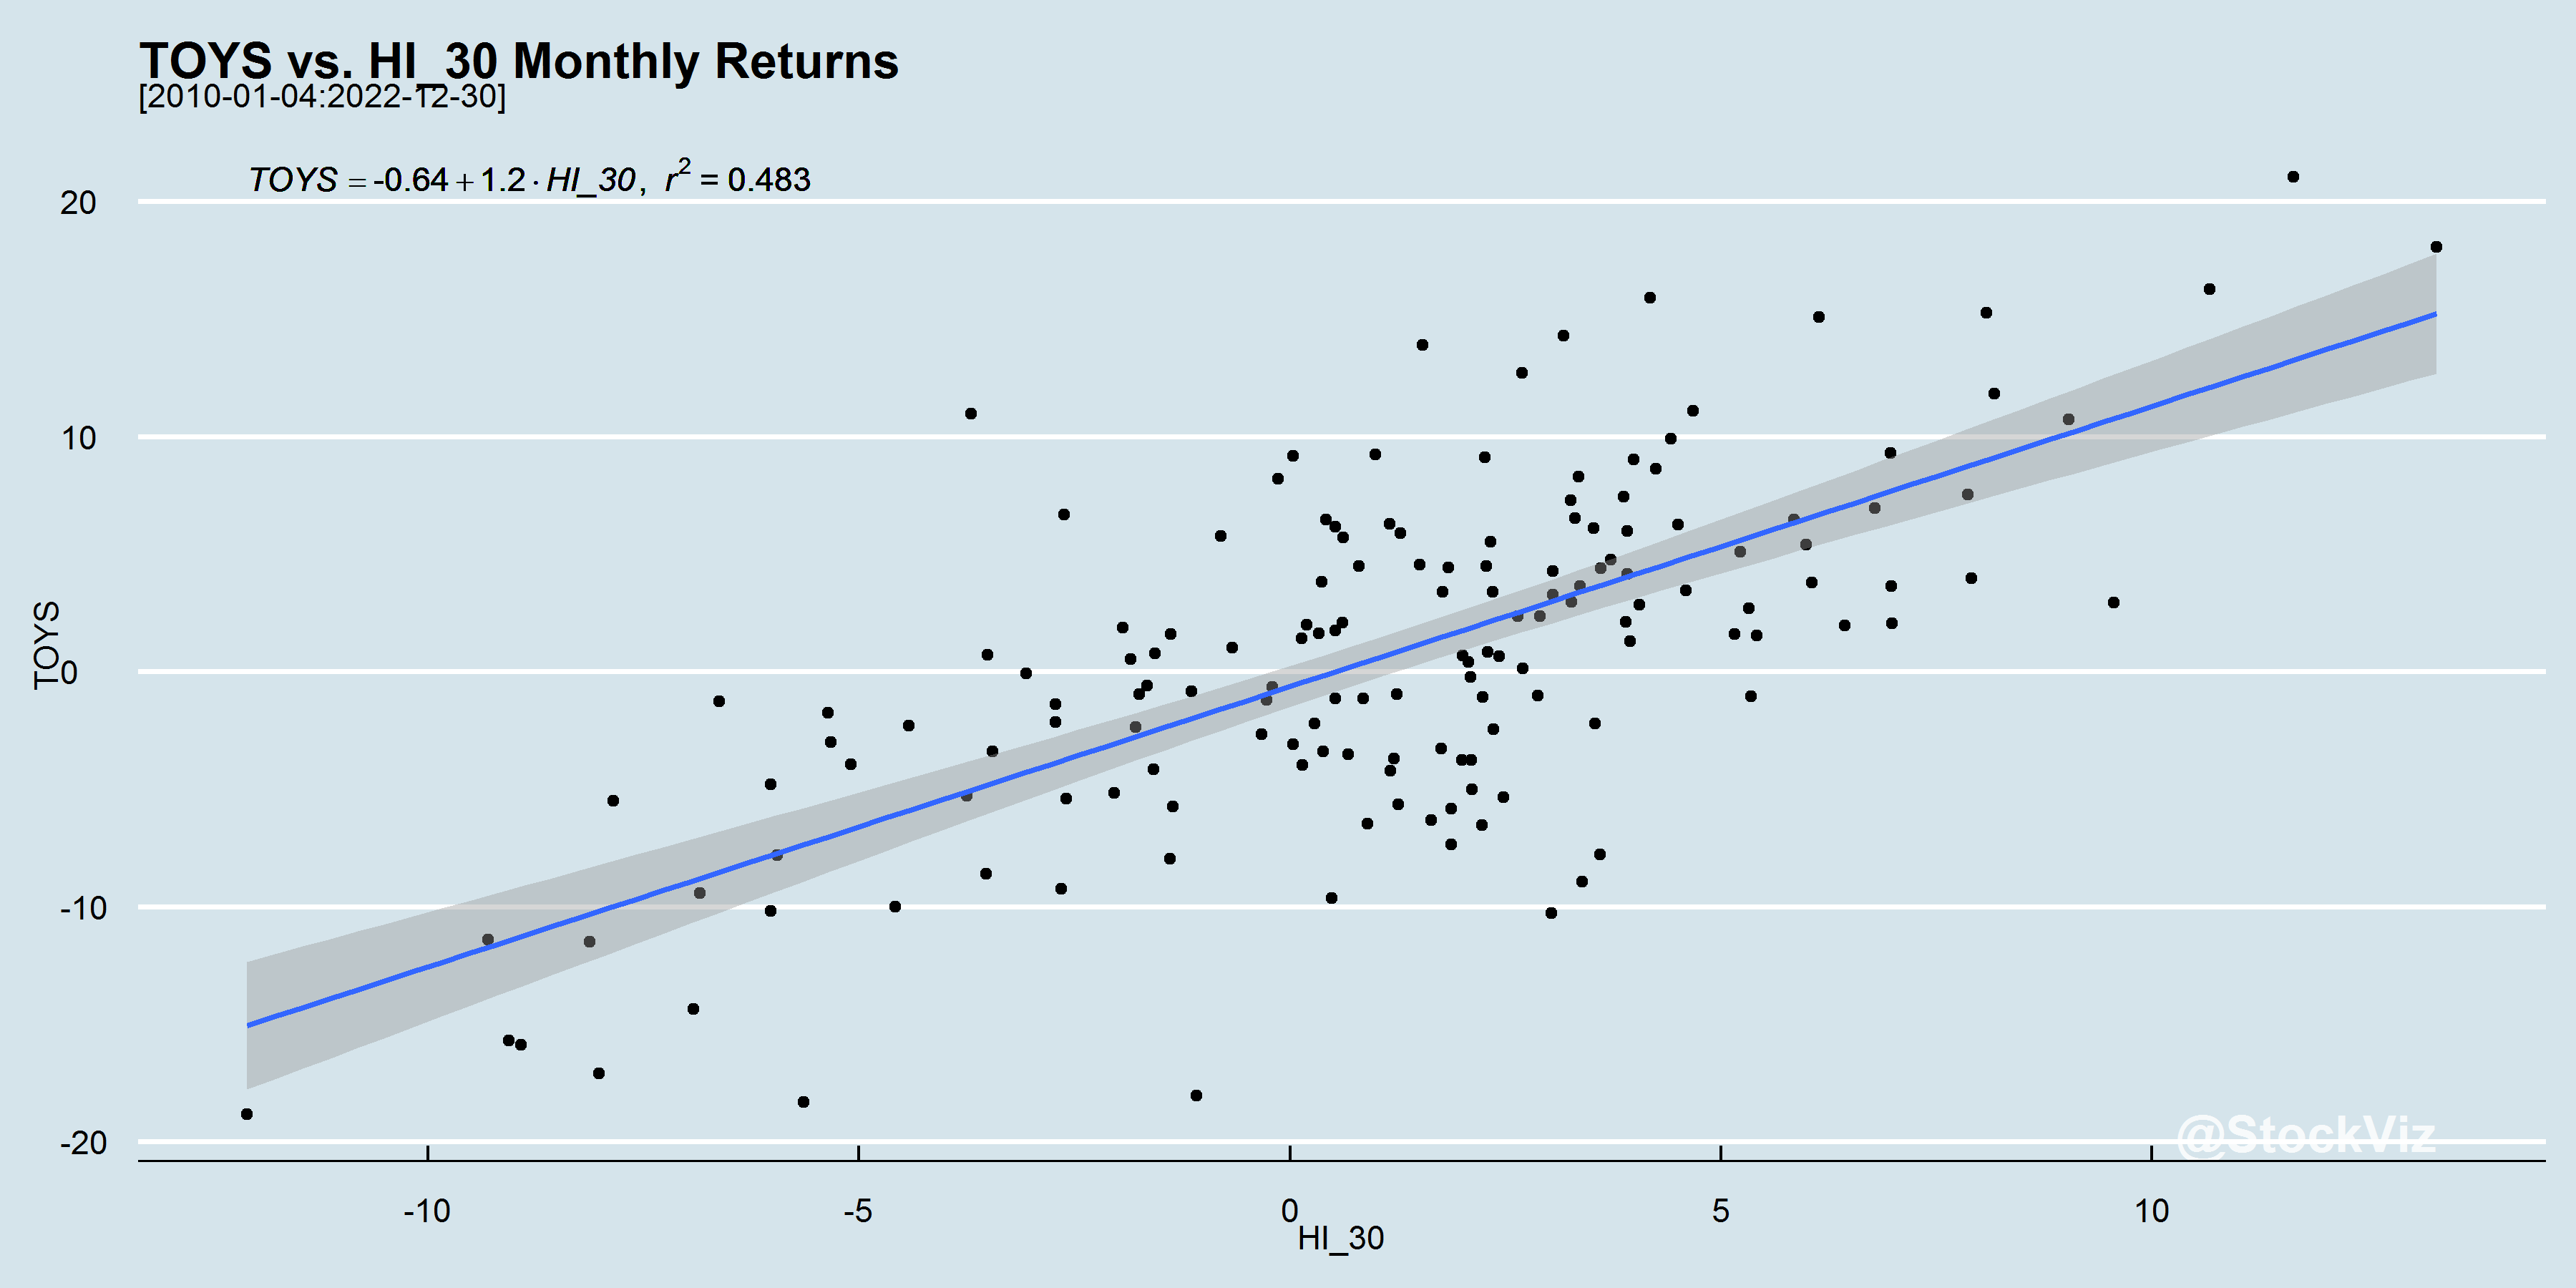 TOYS vs. HI_30 Monthly Returns
[2010-01-04:2022-12-30]
TOYS = -0.64 + 1.2 · HI_30, r² = 0.483
20
10
TOYS
0
-10
-20
@StockViz
-10 -5 0 5 10
HI_30